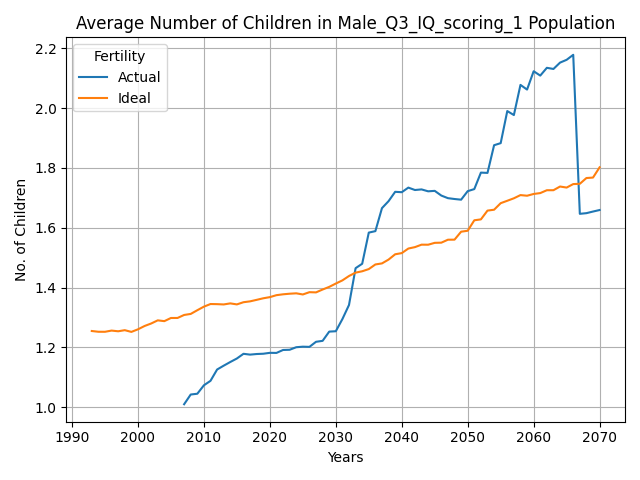 Average Number of Children in Male_Q3_IQ_scoring_1 Population
Fertility
Actual
Ideal
No. of Children
2.2
2.0
1.8
1.6
1.4
1.2
1.0
1990 2000 2010 2020 2030 2040 2050 2060 2070
Years